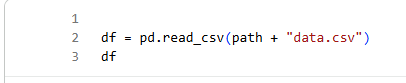 1
2 df = pd.read_csv(path + "data.csv")
3 df